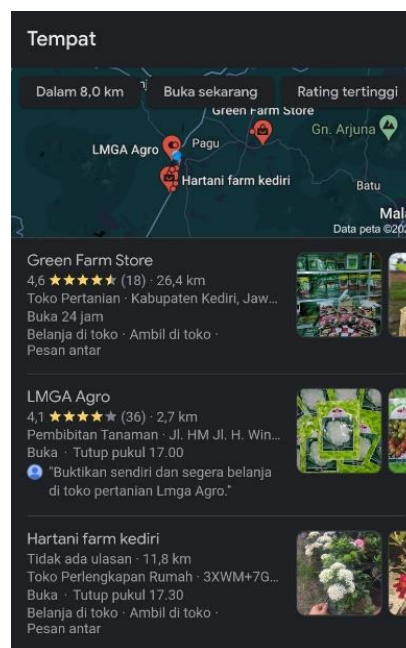 Tempat
Dalam 8,0 km
Buka sekarang
Rating tertinggi
Green Farm Store
Gn. Arjuna
LMGA Agro
Pagu
Hartani farm kediri
Batu
Mal
Data peta ©202
Green Farm Store
4,6 ★★★★★ (18) · 26,4 km
Toko Pertanian · Kabupaten Kediri, Jaw...
Buka 24 jam
Belanja di toko · Ambil di toko ·
Pesan antar
LMGA Agro
4,1 ★★★★★ (36) · 2,7 km
Pembibitan Tanaman · Jl. HM Jl. H. Win...
Buka · Tutup pukul 17.00
"Buktikan sendiri dan segera belanja
di toko pertanian Lmga Agro."
Hartani farm kediri
Tidak ada ulasan · 11,8 km
Toko Perlengkapan Rumah · 3XWM+7G...
Buka · Tutup pukul 17.30
Belanja di toko · Ambil di toko ·
Pesan antar